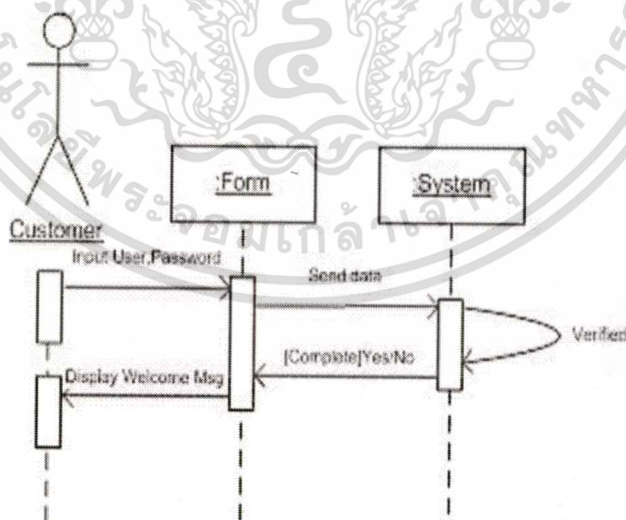 :Form
:System
Customer
Input User,Password
Send data
Verified
[Complete]Yes/No
Display Welcome Msg